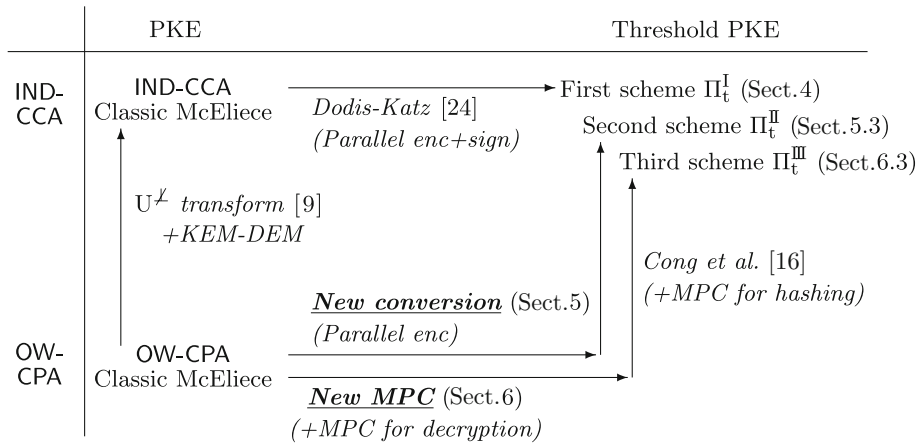 PKE
Threshold PKE
IND-
CCA
IND-CCA
Classic McEliece
Dodis-Katz [24]
(Parallel enc+sign)
First scheme Π_t^Ⅰ (Sect.4)
Second scheme Π_t^Ⅱ (Sect.5.3)
Third scheme Π_t^Ⅲ (Sect.6.3)
U^⊥̸ transform [9]
+KEM-DEM
Cong et al. [16]
(+MPC for hashing)
New conversion (Sect.5)
(Parallel enc)
OW-
CPA
OW-CPA
Classic McEliece
New MPC (Sect.6)
(+MPC for decryption)